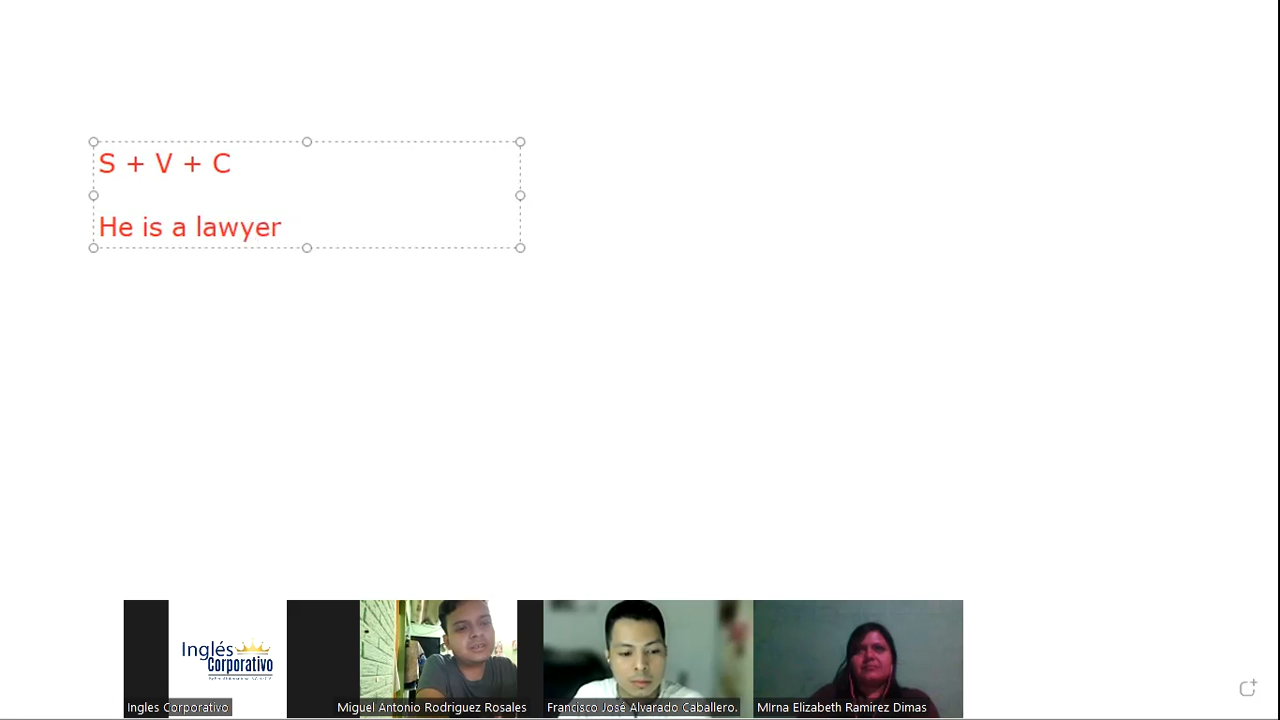 S + V + C
He is a lawyer
Inglés
Corporativo
Ingles Corporativo
Miguel Antonio Rodriguez Rosales
Francisco José Alvarado Caballero.
MIrna Elizabeth Ramirez Dimas